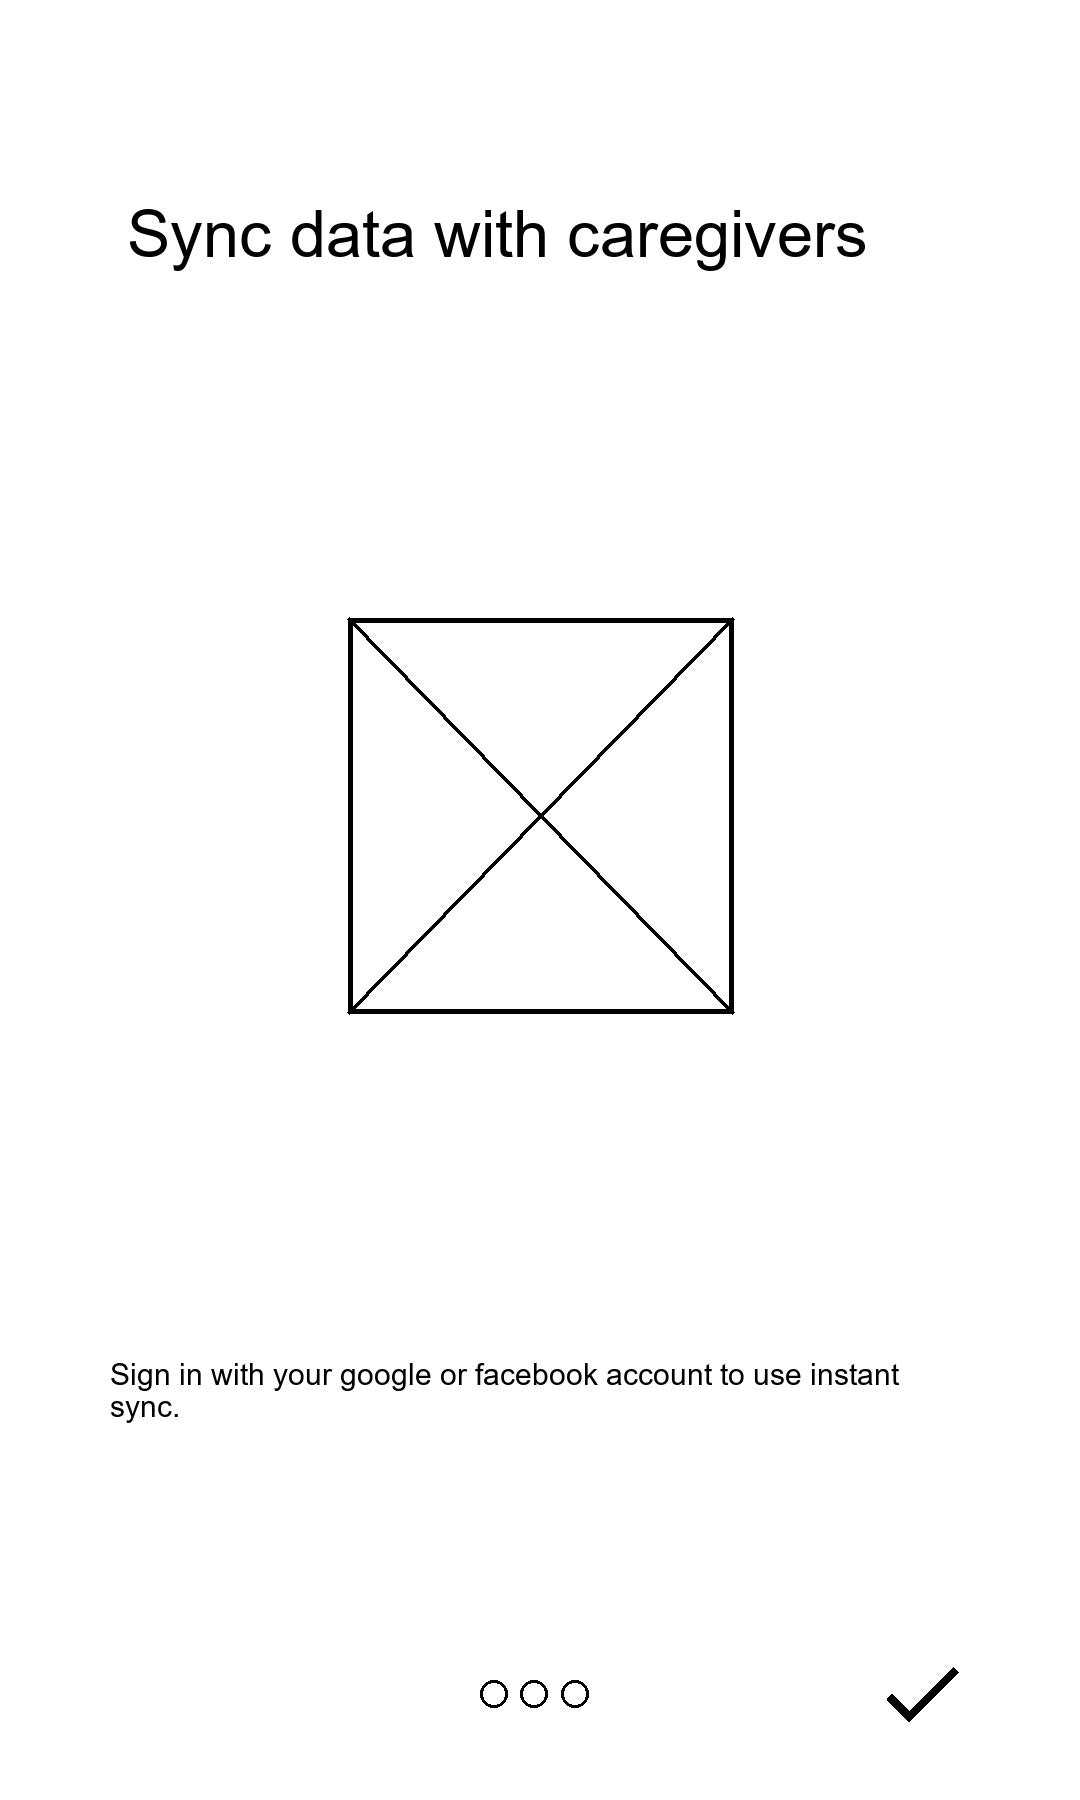 Sync data with caregivers
Sign in with your google or facebook account to use instant
sync.